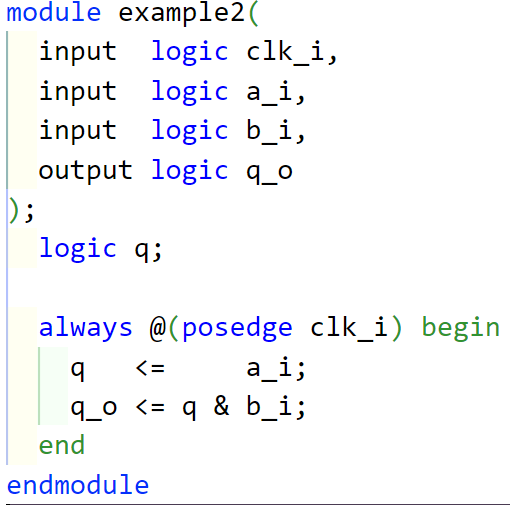 module example2(
  input  logic clk_i,
  input  logic a_i,
  input  logic b_i,
  output logic q_o
);
  logic q;

  always @(posedge clk_i) begin
    q   <=     a_i;
    q_o <= q & b_i;
  end
endmodule